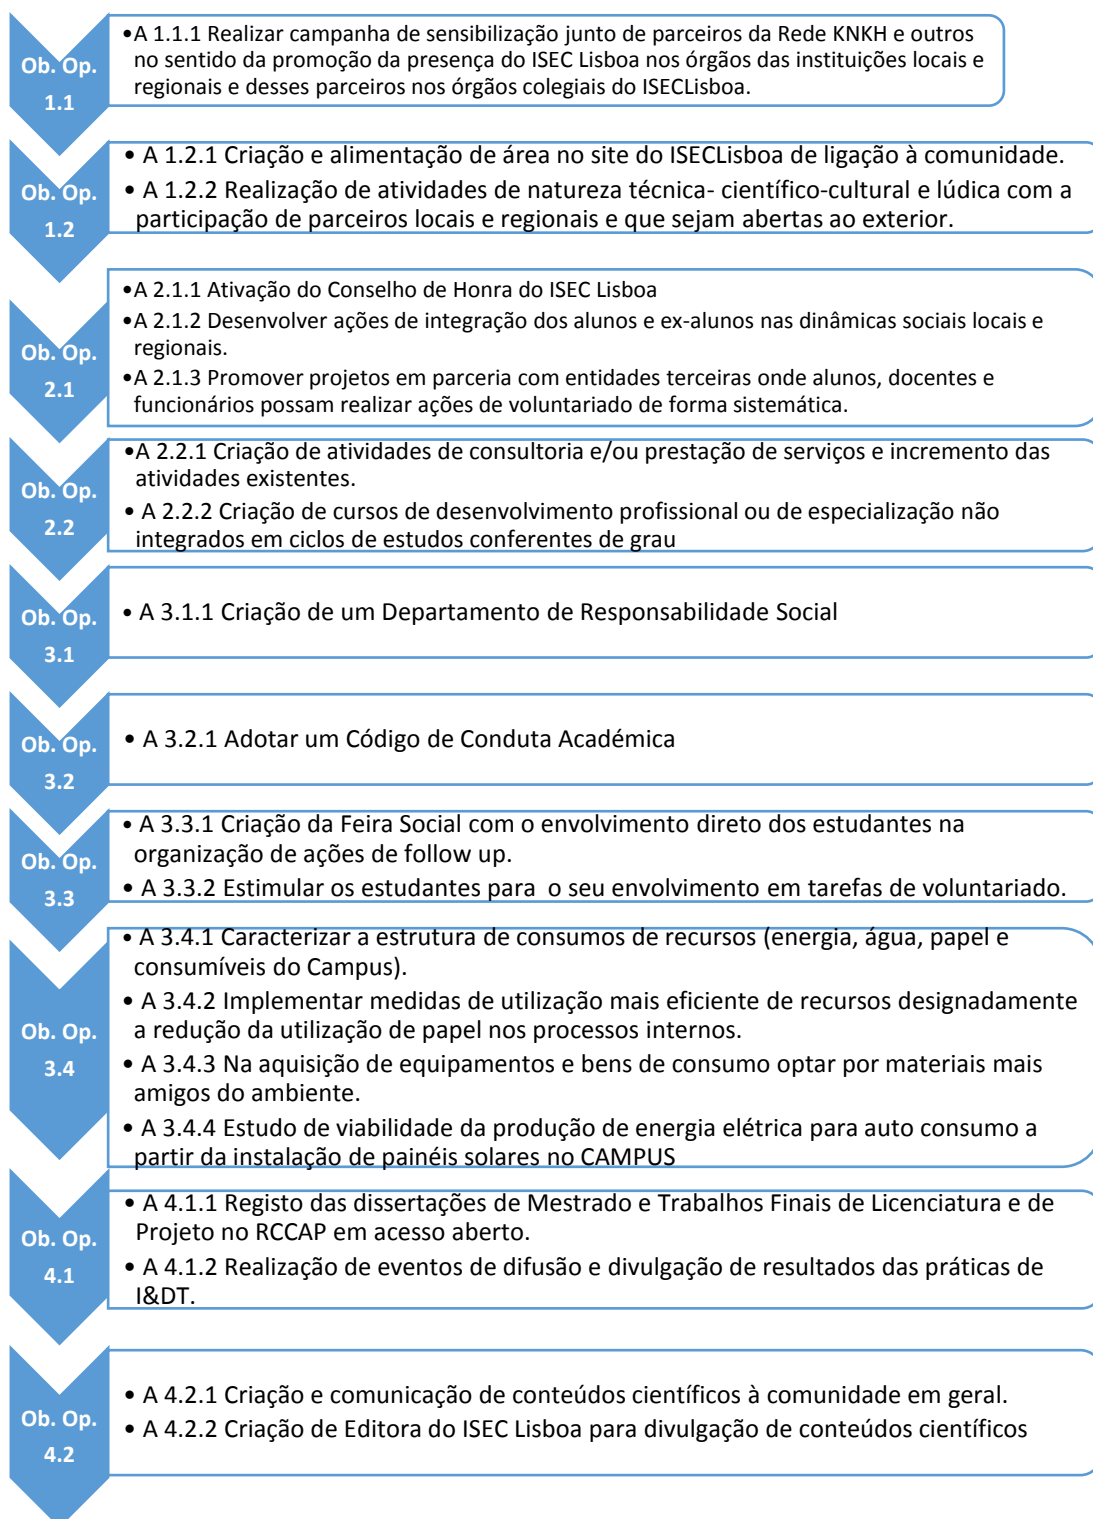 Ob. Op.
1.1
•A 1.1.1 Realizar campanha de sensibilização junto de parceiros da Rede KNKH e outros
no sentido da promoção da presença do ISEC Lisboa nos órgãos das instituições locais e
regionais e desses parceiros nos órgãos colegiais do ISECLisboa.
Ob. Op.
1.2
• A 1.2.1 Criação e alimentação de área no site do ISECLisboa de ligação à comunidade.
• A 1.2.2 Realização de atividades de natureza técnica- científico-cultural e lúdica com a
participação de parceiros locais e regionais e que sejam abertas ao exterior.
Ob. Op.
2.1
•A 2.1.1 Ativação do Conselho de Honra do ISEC Lisboa
•A 2.1.2 Desenvolver ações de integração dos alunos e ex-alunos nas dinâmicas sociais locais e
regionais.
•A 2.1.3 Promover projetos em parceria com entidades terceiras onde alunos, docentes e
funcionários possam realizar ações de voluntariado de forma sistemática.
Ob. Op.
2.2
•A 2.2.1 Criação de atividades de consultoria e/ou prestação de serviços e incremento das
atividades existentes.
• A 2.2.2 Criação de cursos de desenvolvimento profissional ou de especialização não
integrados em ciclos de estudos conferentes de grau
Ob. Op.
3.1
• A 3.1.1 Criação de um Departamento de Responsabilidade Social
Ob. Op.
3.2
• A 3.2.1 Adotar um Código de Conduta Académica
Ob. Op.
3.3
• A 3.3.1 Criação da Feira Social com o envolvimento direto dos estudantes na
organização de ações de follow up.
• A 3.3.2 Estimular os estudantes para  o seu envolvimento em tarefas de voluntariado.
Ob. Op.
3.4
• A 3.4.1 Caracterizar a estrutura de consumos de recursos (energia, água, papel e
consumíveis do Campus).
• A 3.4.2 Implementar medidas de utilização mais eficiente de recursos designadamente
a redução da utilização de papel nos processos internos.
• A 3.4.3 Na aquisição de equipamentos e bens de consumo optar por materiais mais
amigos do ambiente.
• A 3.4.4 Estudo de viabilidade da produção de energia elétrica para auto consumo a
partir da instalação de painéis solares no CAMPUS
Ob. Op.
4.1
• A 4.1.1 Registo das dissertações de Mestrado e Trabalhos Finais de Licenciatura e de
Projeto no RCCAP em acesso aberto.
• A 4.1.2 Realização de eventos de difusão e divulgação de resultados das práticas de
I&DT.
Ob. Op.
4.2
• A 4.2.1 Criação e comunicação de conteúdos científicos à comunidade em geral.
• A 4.2.2 Criação de Editora do ISEC Lisboa para divulgação de conteúdos científicos